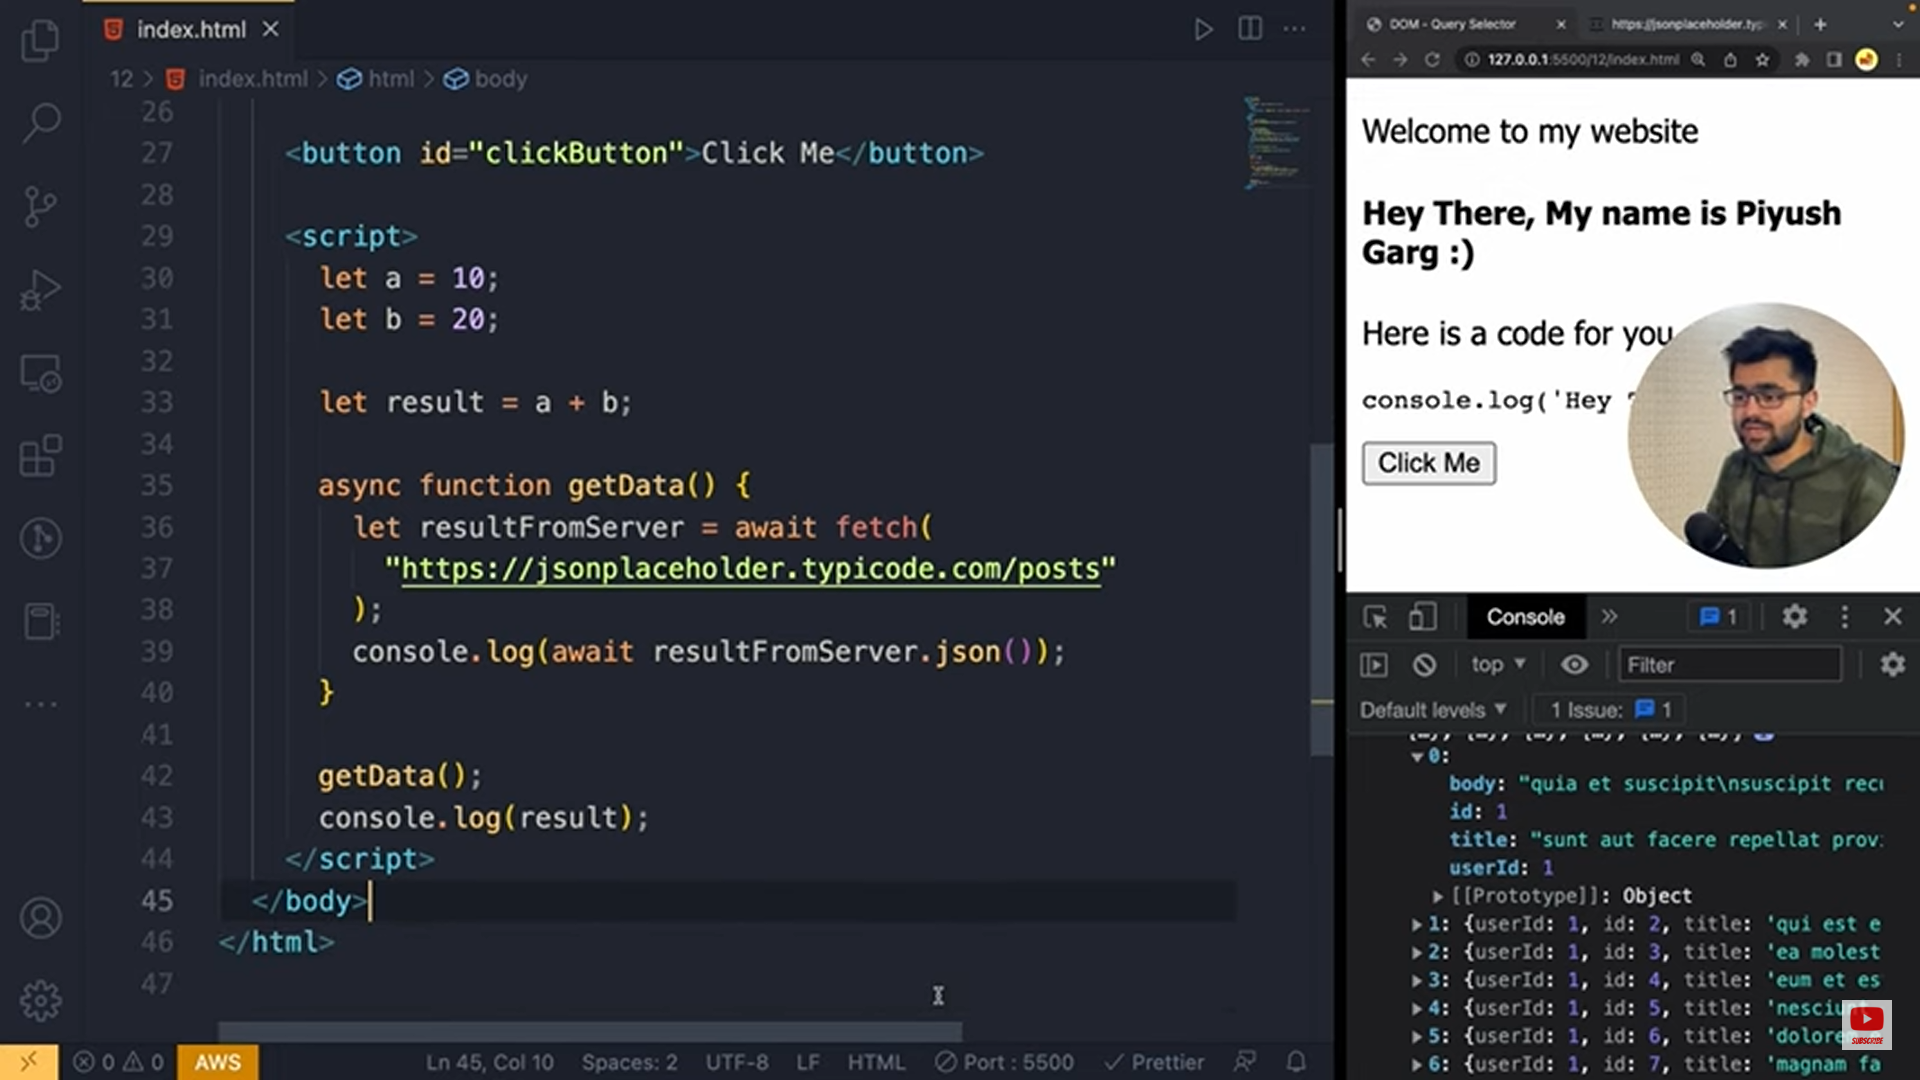 index.html
12 > index.html > html > body
26
27 <button id="clickButton">Click Me</button>
28
29 <script>
30 let a = 10;
31 let b = 20;
32
33 let result = a + b;
34
35 async function getData() {
36 let resultFromServer = await fetch(
37 "https://jsonplaceholder.typicode.com/posts"
38 );
39 console.log(await resultFromServer.json());
40 }
41
42 getData();
43 console.log(result);
44 </script>
45 </body>
46 </html>
47
0 0 AWS Ln 45, Col 10 Spaces: 2 UTF-8 LF HTML Port : 5500 Prettier
DOM - Query Selector https://jsonplaceholder.typ
127.0.0.1:5500/12/index.html
Welcome to my website
Hey There, My name is Piyush
Garg :)
Here is a code for you
console.log('Hey
Click Me
Console 1
top Filter
Default levels 1 Issue: 1
0:
body: "quia et suscipit\nsuscipit recu
id: 1
title: "sunt aut facere repellat provi
userId: 1
[[Prototype]]: Object
1: {userId: 1, id: 2, title: 'qui est e
2: {userId: 1, id: 3, title: 'ea molest
3: {userId: 1, id: 4, title: 'eum et es
4: {userId: 1, id: 5, title: 'nesciu
5: {userId: 1, id: 6, title: 'dolore
6: {userId: 1, id: 7, title: 'magnam fa
SUBSCRIBE